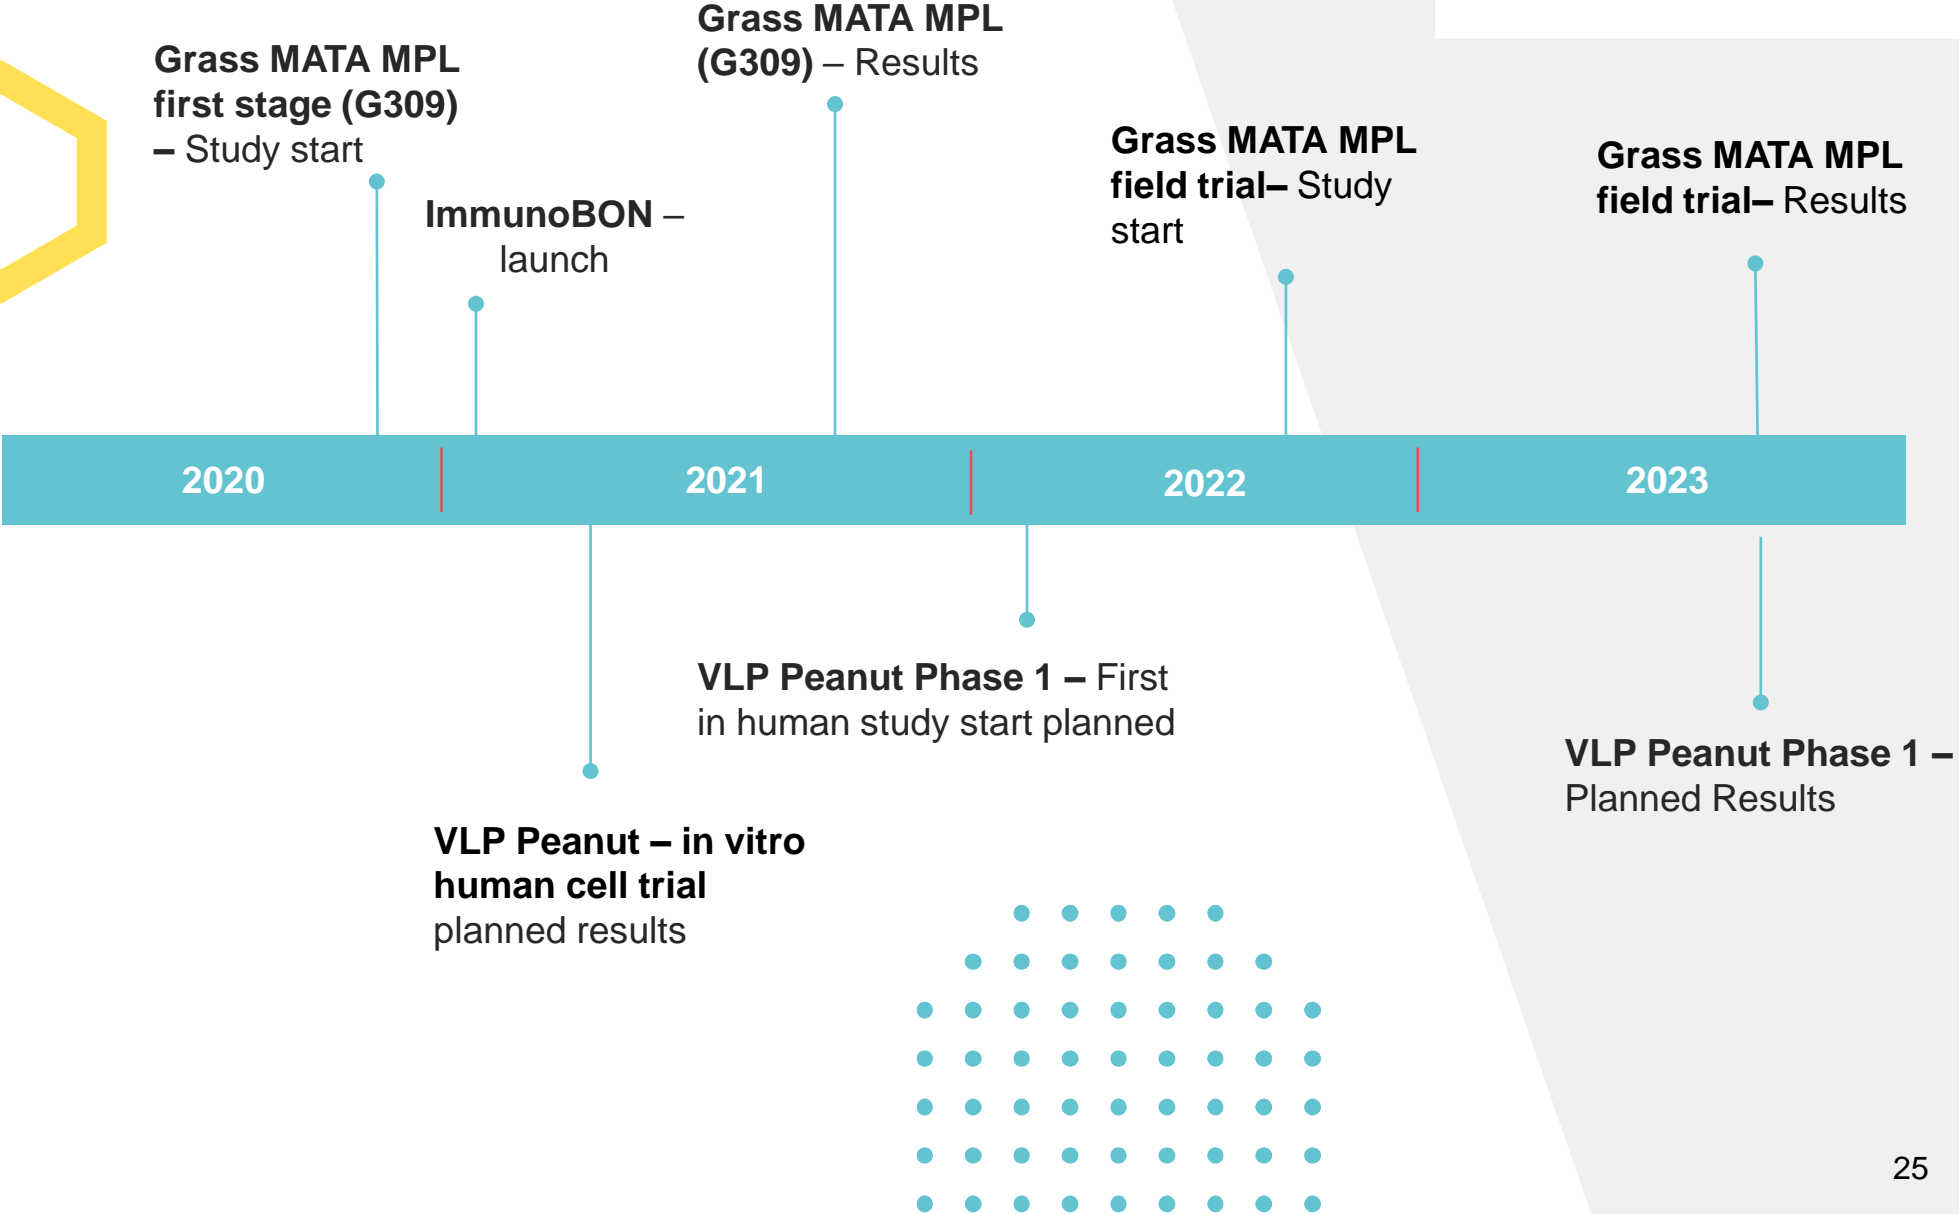 Grass MATA MPL
first stage (G309)
– Study start
ImmunoBON –
launch
Grass MATA MPL
(G309) – Results
Grass MATA MPL
field trial– Study
start
Grass MATA MPL
field trial– Results
2020
2021
2022
2023
VLP Peanut – in vitro
human cell trial
planned results
VLP Peanut Phase 1 – First
in human study start planned
VLP Peanut Phase 1 –
Planned Results
25